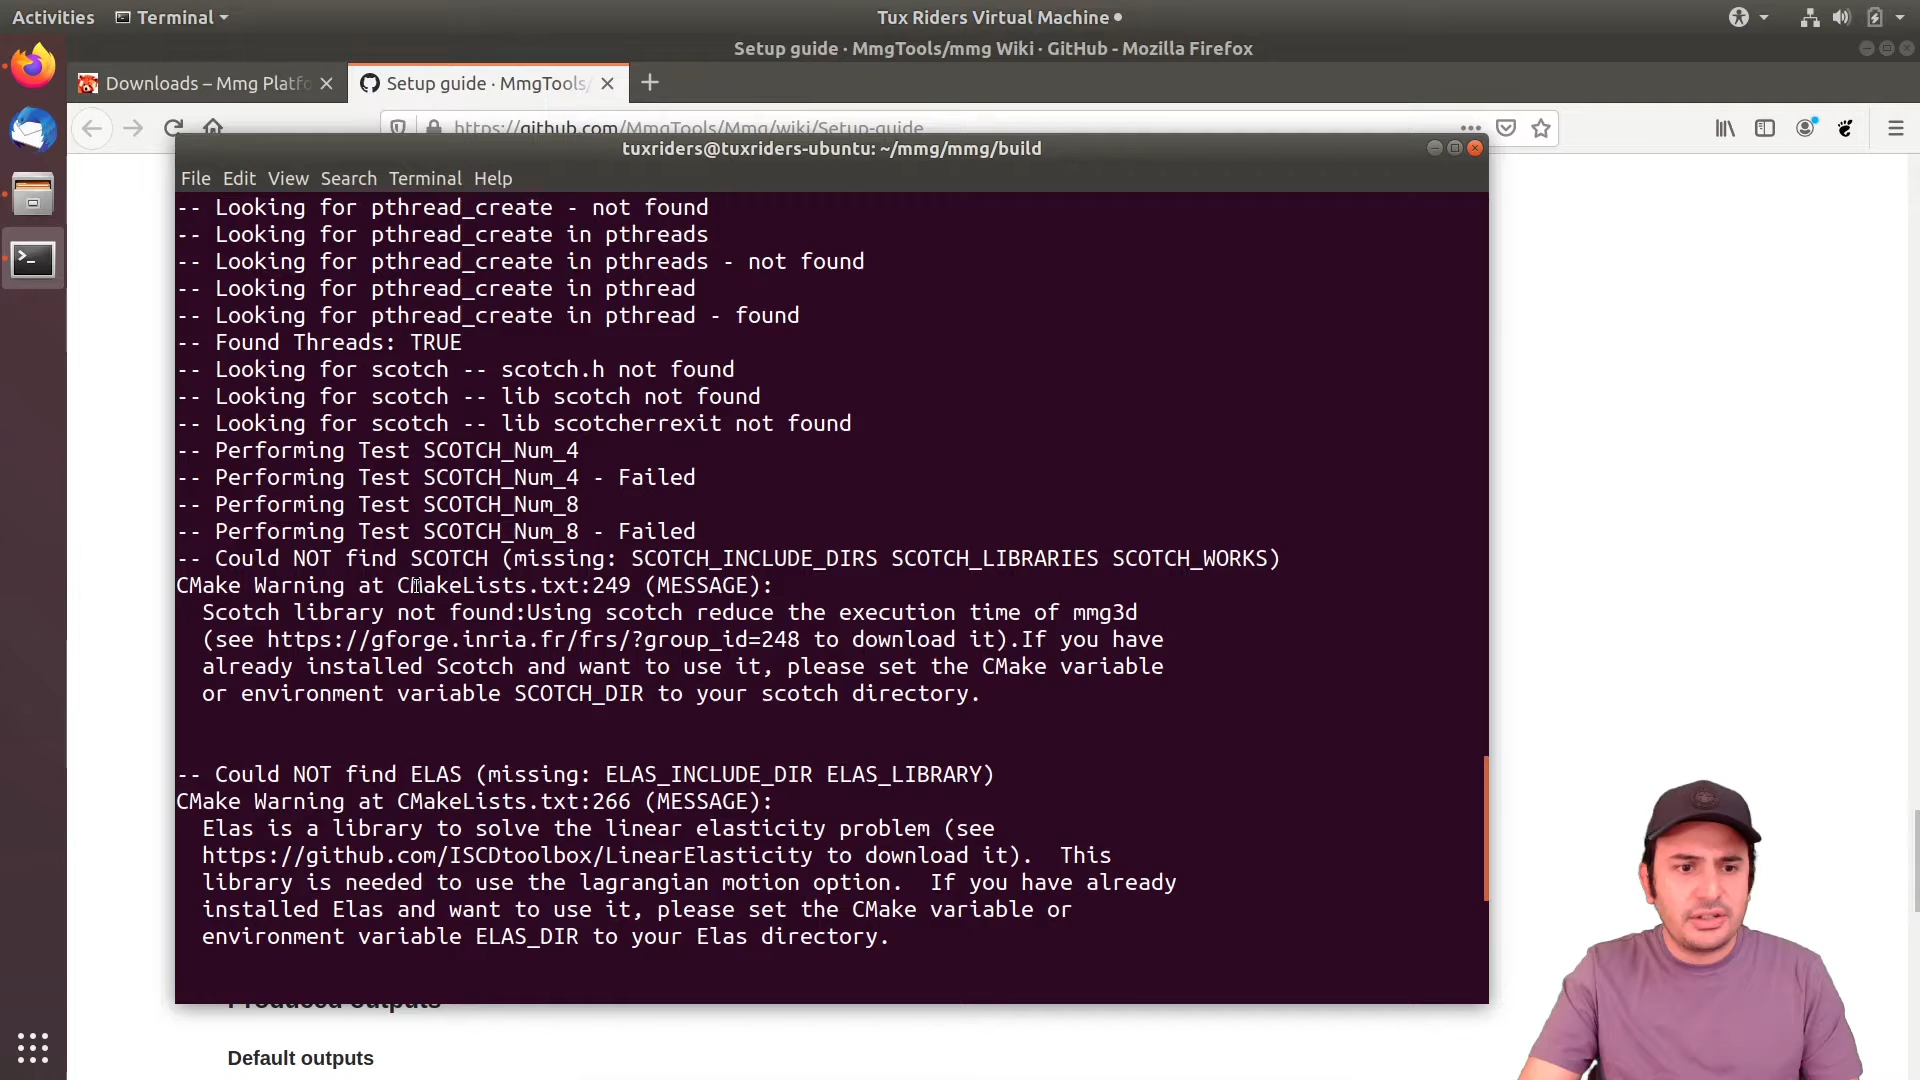 Activities
Terminal
Tux Riders Virtual Machine
Setup guide · MmgTools/mmg Wiki · GitHub - Mozilla Firefox
Downloads – Mmg Platfo
Setup guide · MmgTools/
https://github.com/MmgTools/Mmg/wiki/Setup-guide
tuxriders@tuxriders-ubuntu: ~/mmg/mmg/build
File Edit View Search Terminal Help
-- Looking for pthread_create - not found
-- Looking for pthread_create in pthreads
-- Looking for pthread_create in pthreads - not found
-- Looking for pthread_create in pthread
-- Looking for pthread_create in pthread - found
-- Found Threads: TRUE
-- Looking for scotch -- scotch.h not found
-- Looking for scotch -- lib scotch not found
-- Looking for scotch -- lib scotcherrexit not found
-- Performing Test SCOTCH_Num_4
-- Performing Test SCOTCH_Num_4 - Failed
-- Performing Test SCOTCH_Num_8
-- Performing Test SCOTCH_Num_8 - Failed
-- Could NOT find SCOTCH (missing: SCOTCH_INCLUDE_DIRS SCOTCH_LIBRARIES SCOTCH_WORKS)
CMake Warning at CMakeLists.txt:249 (MESSAGE):
Scotch library not found:Using scotch reduce the execution time of mmg3d
(see https://gforge.inria.fr/frs/?group_id=248 to download it).If you have
already installed Scotch and want to use it, please set the CMake variable
or environment variable SCOTCH_DIR to your scotch directory.
-- Could NOT find ELAS (missing: ELAS_INCLUDE_DIR ELAS_LIBRARY)
CMake Warning at CMakeLists.txt:266 (MESSAGE):
Elas is a library to solve the linear elasticity problem (see
https://github.com/ISCDtoolbox/LinearElasticity to download it).  This
library is needed to use the lagrangian motion option.  If you have already
installed Elas and want to use it, please set the CMake variable or
environment variable ELAS_DIR to your Elas directory.
Produced outputs
Default outputs